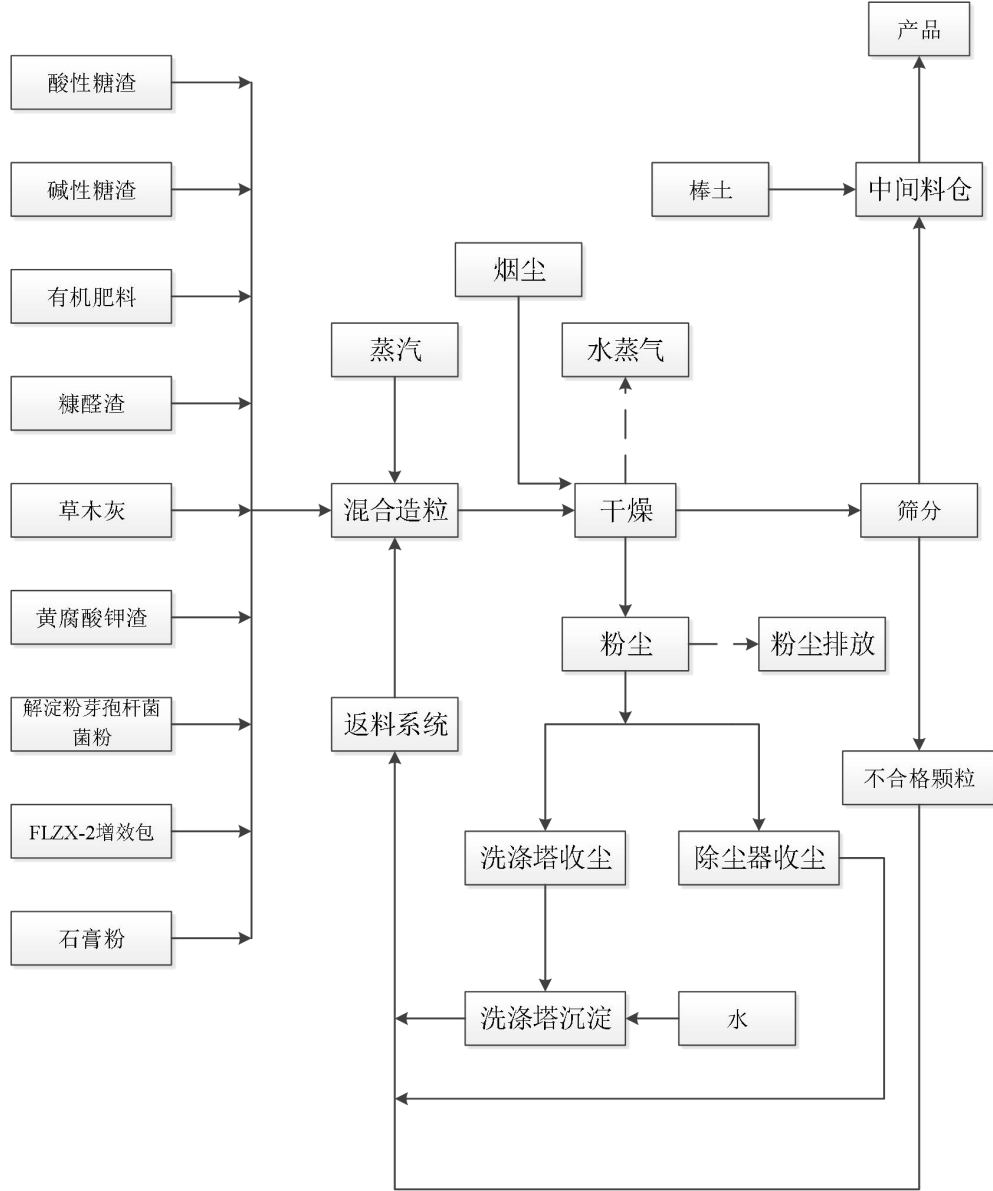 产品
酸性糖渣
碱性糖渣
棒土
中间料仓
烟尘
有机肥料
蒸汽
水蒸气
糠醛渣
草木灰
混合造粒
干燥
筛分
黄腐酸钾渣
粉尘
粉尘排放
解淀粉芽孢杆菌
菌粉
返料系统
不合格颗粒
FLZX-2增效包
洗涤塔收尘
除尘器收尘
石膏粉
洗涤塔沉淀
水